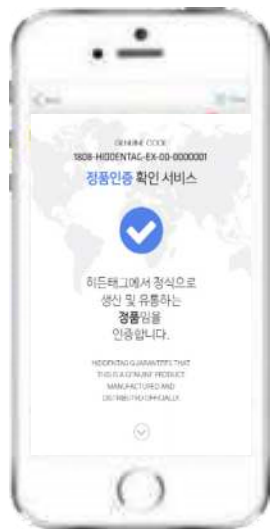 GENUINE CODE
1808-HIDDENTAG-EX-00-0000001
정품인증 확인 서비스
히든태그에서 정식으로
생산 및 유통하는
정품임을
인증합니다.
HIDDENTAG GUARANTEES THAT
THIS IS A GENUINE PRODUCT
MANUFACTURED AND
DISTRIBUTED OFFICIALLY.